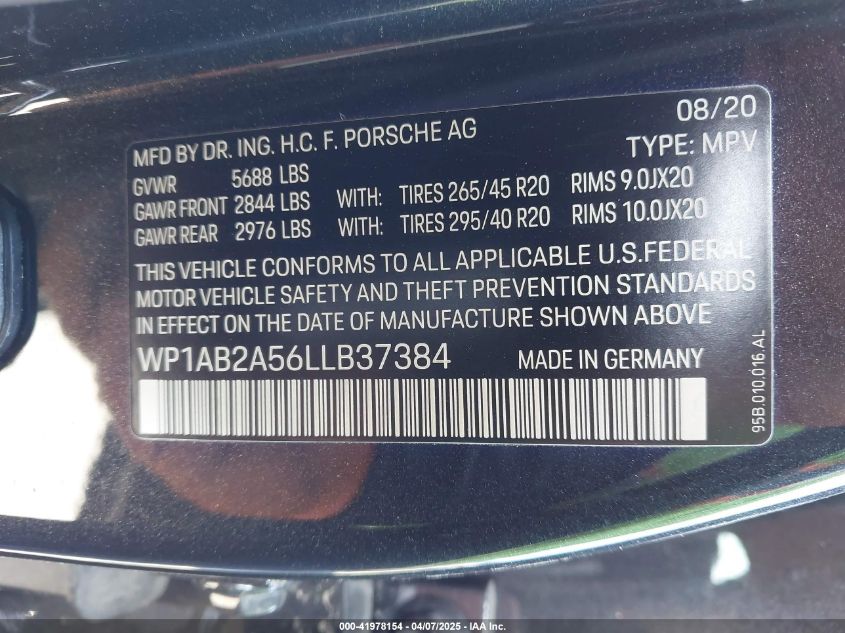 08/20
MFD BY DR. ING. H.C. F. PORSCHE AG TYPE: MPV
GVWR 5688 LBS
GAWR FRONT 2844 LBS WITH: TIRES 265/45 R20 RIMS 9.0JX20
GAWR REAR 2976 LBS WITH: TIRES 295/40 R20 RIMS 10.0JX20
THIS VEHICLE CONFORMS TO ALL APPLICABLE U.S.FEDERAL
MOTOR VEHICLE SAFETY AND THEFT PREVENTION STANDARDS
IN EFFECT ON THE DATE OF MANUFACTURE SHOWN ABOVE
WP1AB2A56LLB37384 MADE IN GERMANY
95B.010.016.AL
000-41978154 - 04/07/2025 - IAA Inc.